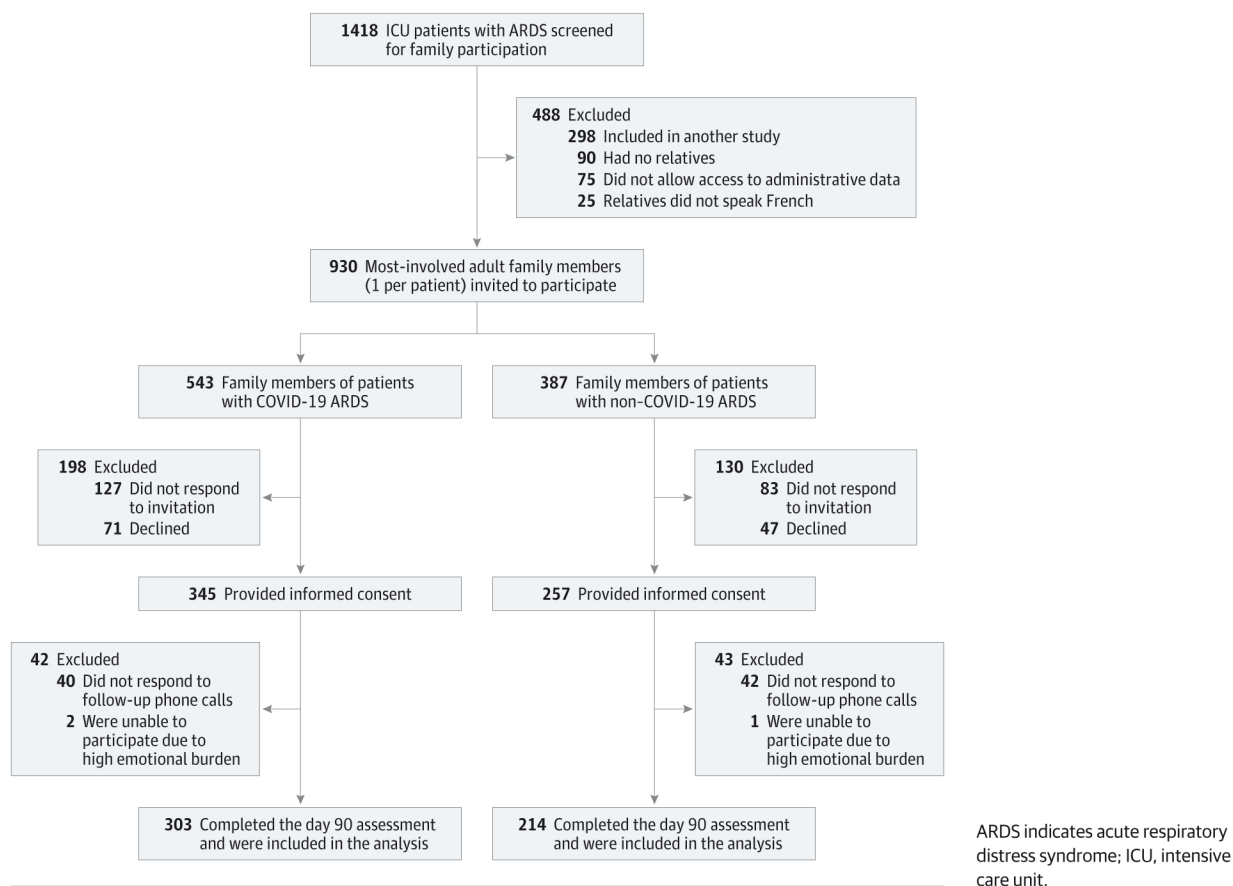 1418 ICU patients with ARDS screened
for family participation
488 Excluded
298 Included in another study
90 Had no relatives
75 Did not allow access to administrative data
25 Relatives did not speak French
930 Most-involved adult family members
(1 per patient) invited to participate
543 Family members of patients
with COVID-19 ARDS
387 Family members of patients
with non–COVID-19 ARDS
198 Excluded
127 Did not respond
to invitation
71 Declined
130 Excluded
83 Did not respond
to invitation
47 Declined
345 Provided informed consent
257 Provided informed consent
42 Excluded
40 Did not respond to
follow-up phone calls
2 Were unable to
participate due to
high emotional burden
43 Excluded
42 Did not respond to
follow-up phone calls
1 Were unable to
participate due to
high emotional burden
303 Completed the day 90 assessment
and were included in the analysis
214 Completed the day 90 assessment
and were included in the analysis
ARDS indicates acute respiratory
distress syndrome; ICU, intensive
care unit.